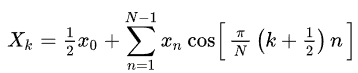 X_k = \frac{1}{2} x_0 + \sum_{n=1}^{N-1} x_n \cos\left[ \frac{\pi}{N} \left( k + \frac{1}{2} \right) n \right]